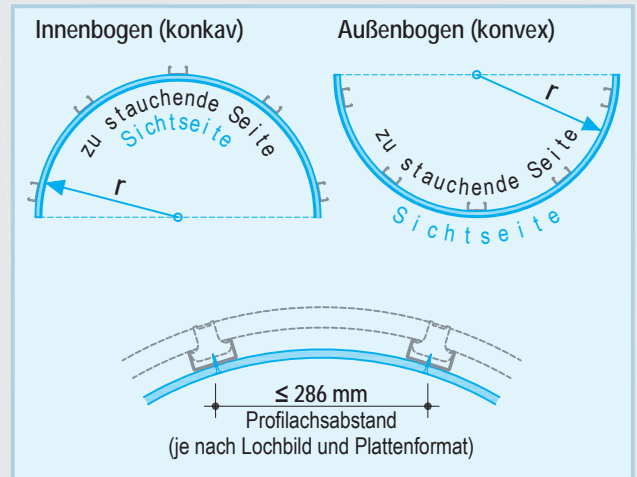 Innenbogen (konkav)
zu stauchende Seite
Sichtseite
r
Außenbogen (konvex)
r
zu stauchende Seite
Sichtseite
≤ 286 mm
Profilachsabstand
(je nach Lochbild und Plattenformat)